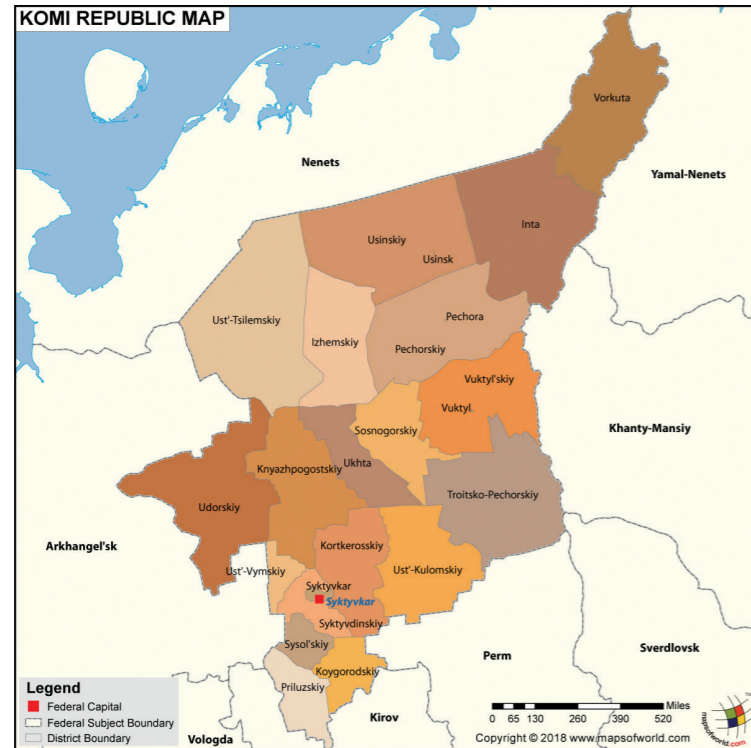 KOMI REPUBLIC MAP
Vorkuta
Nenets
Yamal-Nenets
Inta
Usinskiy
Usinsk
Ust'-Tsilemskiy
Izhemskiy
Pechora
Pechorskiy
Vuktyl'skiy
Vuktyl
Sosnogorskiy
Khanty-Mansiy
Ukhta
Knyazhpogostskiy
Troitsko-Pechorskiy
Udorskiy
Arkhangel'sk
Kortkerosskiy
Ust'-Vymskiy
Ust'-Kulomskiy
Syktyvkar
Syktyvkar
Syktyvdinskiy
Sysol'skiy
Perm
Sverdlovsk
Koygorodskiy
Priluzskiy
Kirov
Vologda
Legend
Federal Capital
Federal Subject Boundary
District Boundary
Miles
0 65 130 260 390 520
Copyright © 2018 www.mapsofworld.com
TM
mapsofworld.com